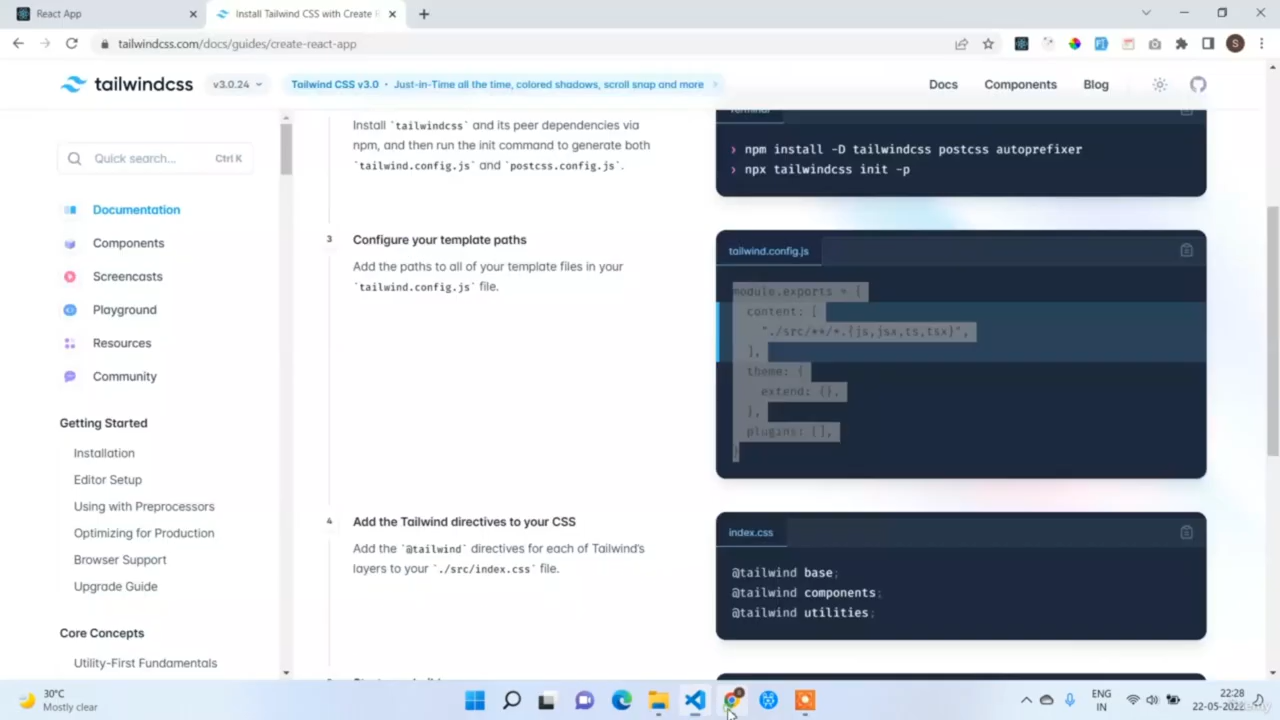 React App
Install Tailwind CSS with Create
tailwindcss.com/docs/guides/create-react-app
S
tailwindcss
v3.0.24
Tailwind CSS v3.0 · Just-in-Time all the time, colored shadows, scroll snap and more
Docs
Components
Blog
Quick search...
Ctrl K
Documentation
Components
Screencasts
Playground
Resources
Community
Getting Started
Installation
Editor Setup
Using with Preprocessors
Optimizing for Production
Browser Support
Upgrade Guide
Core Concepts
Utility-First Fundamentals
Install `tailwindcss` and its peer dependencies via
npm, and then run the init command to generate both
`tailwind.config.js` and `postcss.config.js`.
Terminal
› npm install -D tailwindcss postcss autoprefixer
› npx tailwindcss init -p
3
Configure your template paths
Add the paths to all of your template files in your
`tailwind.config.js` file.
tailwind.config.js
module.exports = {
content: [
"./src/**/*.{js,jsx,ts,tsx}",
],
theme: {
extend: {},
},
plugins: [],
}
4
Add the Tailwind directives to your CSS
Add the `@tailwind` directives for each of Tailwind's
layers to your `./src/index.css` file.
index.css
@tailwind base;
@tailwind components;
@tailwind utilities;
30°C
Mostly clear
ENG
IN
22:28
22-05-2022